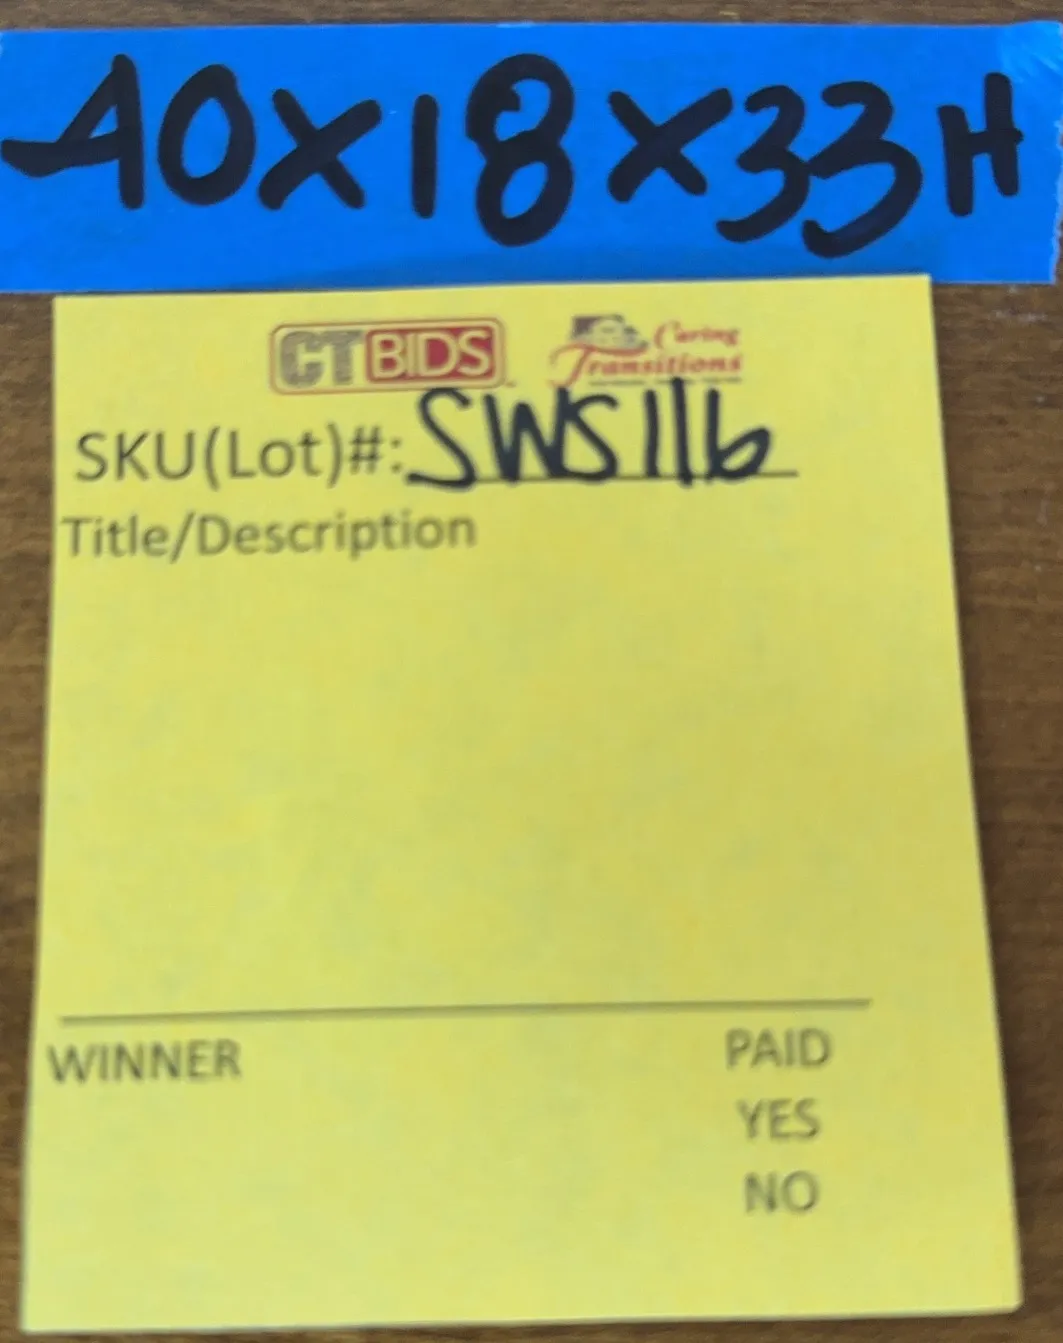 40X18X33H
CTBIDS Caring
Transitions
SKU(Lot)#: SWS116
Title/Description
WINNER PAID
YES
NO